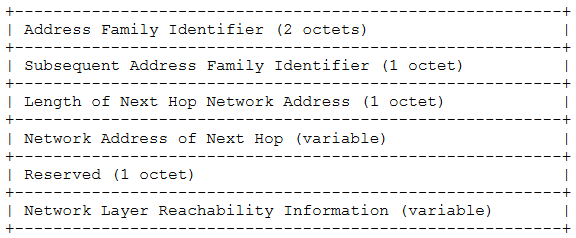 Address Family Identifier (2 octets)
Subsequent Address Family Identifier (1 octet)
Length of Next Hop Network Address (1 octet)
Network Address of Next Hop (variable)
Reserved (1 octet)
Network Layer Reachability Information (variable)